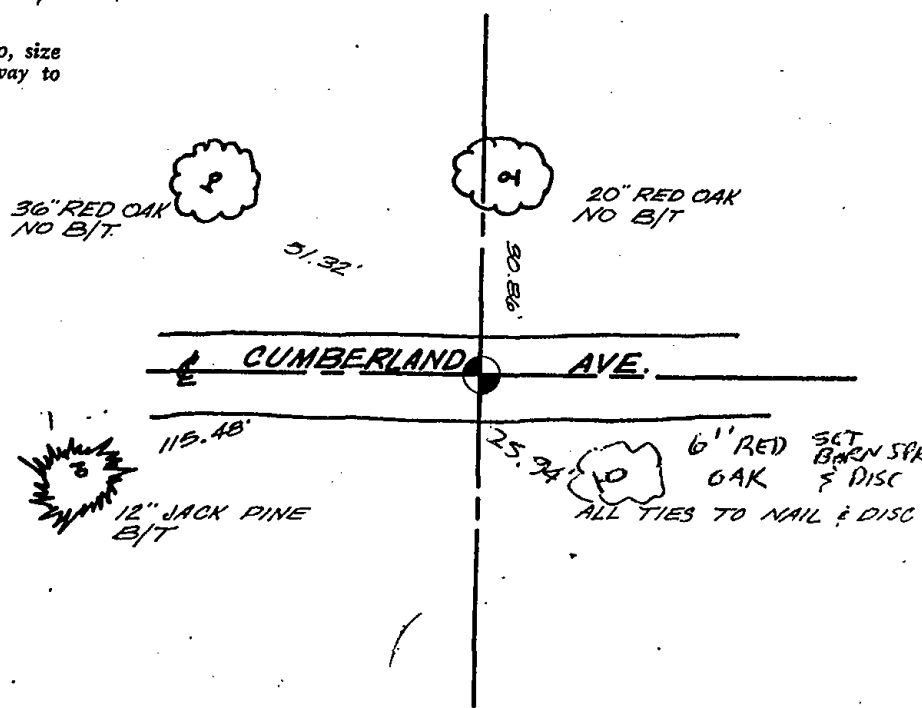 o, size
way to
36" RED OAK
NO B/T.
20" RED OAK
NO B/T
51.32'
90.86'
℄ CUMBERLAND AVE.
115.48'
25.94'
6" RED OAK
SET BARN SPK & DISC
12" JACK PINE
B/T
ALL TIES TO NAIL & DISC